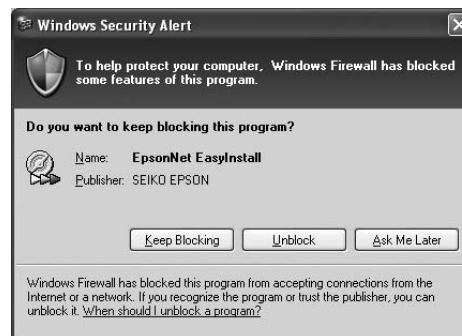 Windows Security Alert
To help protect your computer, Windows Firewall has blocked
some features of this program.
Do you want to keep blocking this program?
Name: EpsonNet EasyInstall
Publisher: SEIKO EPSON
Keep Blocking Unblock Ask Me Later
Windows Firewall has blocked this program from accepting connections from the
Internet or a network. If you recognize the program or trust the publisher, you can
unblock it. When should I unblock a program?